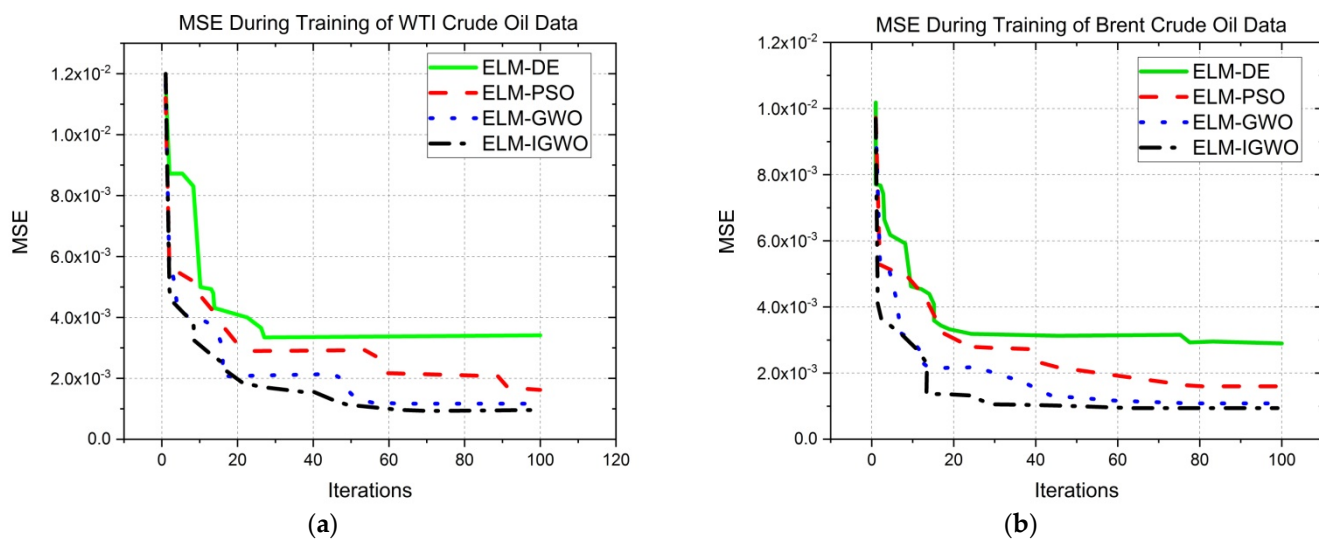 MSE During Training of WTI Crude Oil Data
1.2x10⁻²
1.0x10⁻²
8.0x10⁻³
6.0x10⁻³
4.0x10⁻³
2.0x10⁻³
0.0
MSE
ELM-DE
ELM-PSO
ELM-GWO
ELM-IGWO
0 20 40 60 80 100 120
Iterations
(a)
MSE During Training of Brent Crude Oil Data
1.2x10⁻²
1.0x10⁻²
8.0x10⁻³
6.0x10⁻³
4.0x10⁻³
2.0x10⁻³
0.0
MSE
ELM-DE
ELM-PSO
ELM-GWO
ELM-IGWO
0 20 40 60 80 100
Iterations
(b)